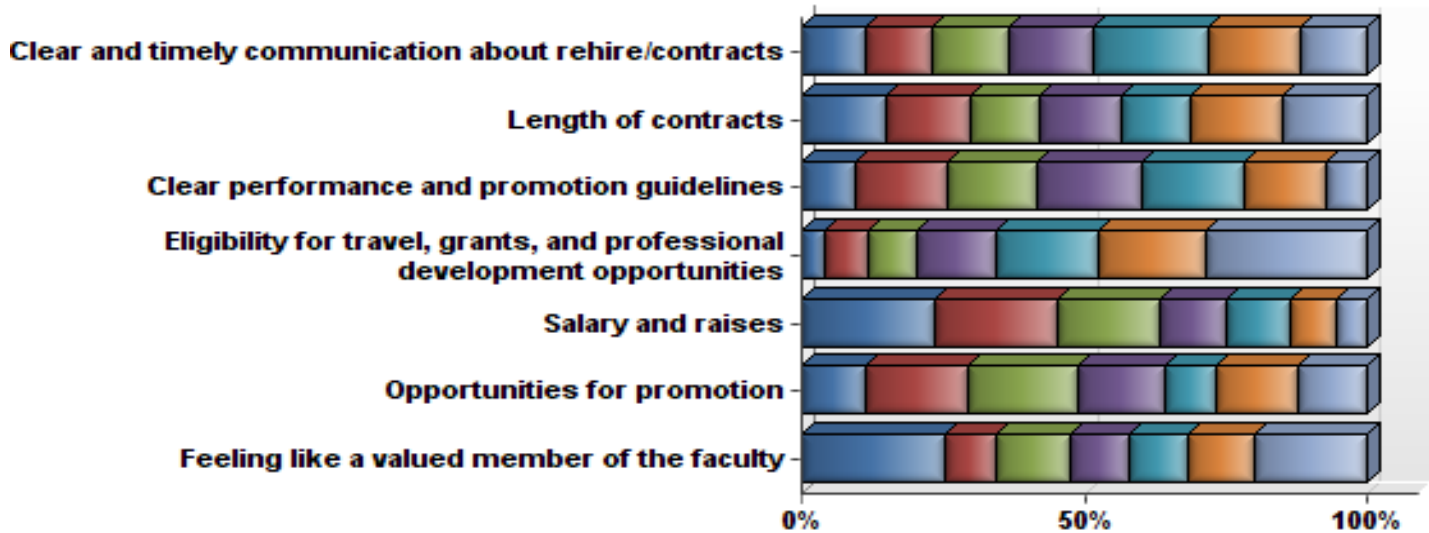 Clear and timely communication about rehire/contracts
Length of contracts
Clear performance and promotion guidelines
Eligibility for travel, grants, and professional
development opportunities
Salary and raises
Opportunities for promotion
Feeling like a valued member of the faculty
0% 50% 100%